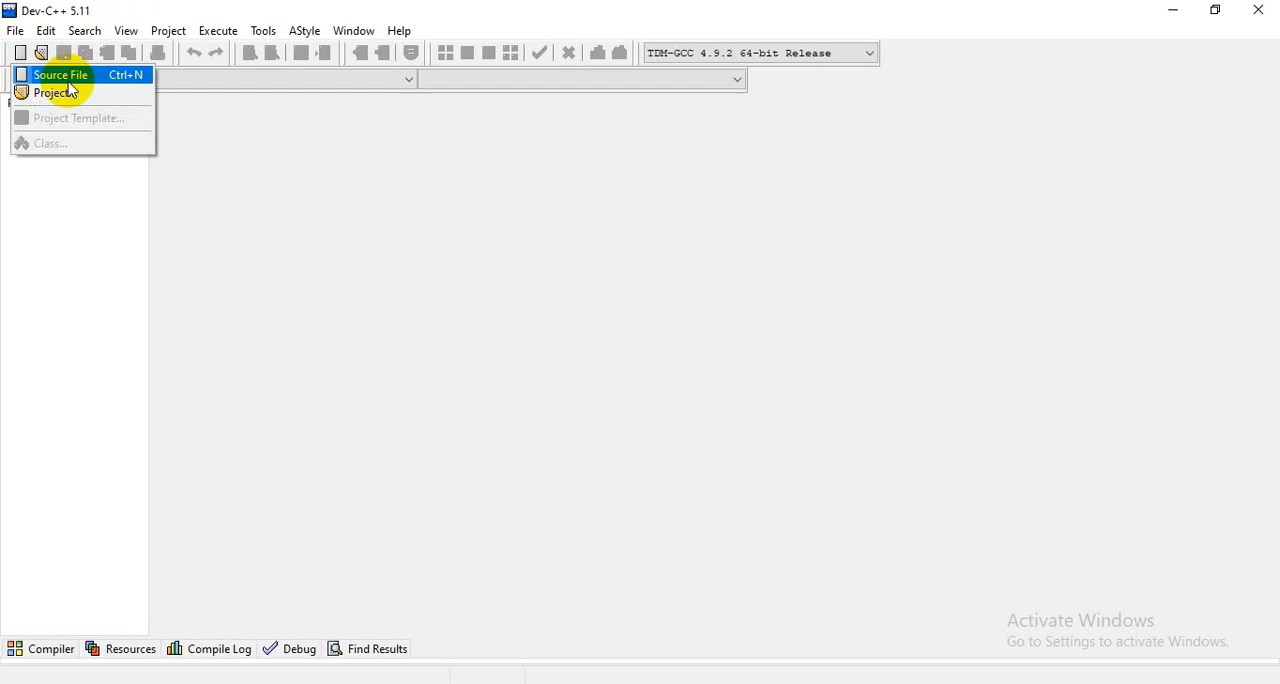 Dev-C++ 5.11
File Edit Search View Project Execute Tools AStyle Window Help
TDM-GCC 4.9.2 64-bit Release
Source File Ctrl+N
Project
Project Template...
Class...
Activate Windows
Go to Settings to activate Windows.
Compiler Resources Compile Log Debug Find Results